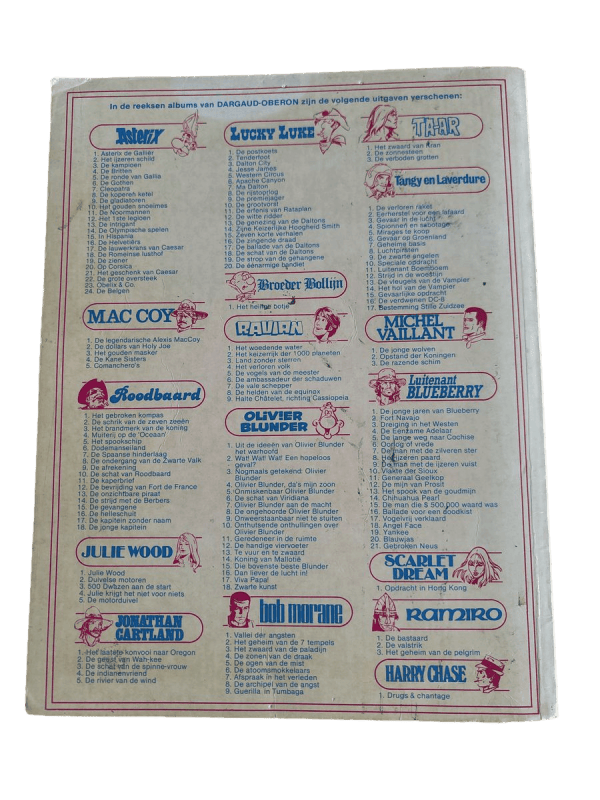 In de reeksen albums van DARGAUD-OBERON zijn de volgende uitgaven verschenen:
Asterix
1. Asterix de Galliër
2. Het ijzeren schild
3. De kampioen
4. De Britten
5. De ronde van Gallia
6. De Gothen
7. Cleopatra
8. De koperen ketel
9. De gladiatoren
10. Het gouden snoeimes
11. De Noormannen
12. Het 1ste legioen
13. De intrigant
14. De Olympische spelen
15. In Hispania
16. De Helvetiërs
17. De lauwerkrans van Caesar
18. De Romeinse lusthof
19. De ziener
20. Op Corsica
21. Het geschenk van Caesar
22. De grote oversteek
23. Obelix & Co.
24. De Belgen
MAC COY
1. De legendarische Alexis MacCoy
2. De dollars van Holy Joe
3. Het gouden masker
4. De Kane Sisters
5. Comanchero's
Roodbaard
1. Het gebroken kompas
2. De schrik van de zeven zeeën
3. Het brandmerk van de koning
4. Muiterij op de 'Oceaan'
5. Het spookschip
6. Dodemanseiland
7. De Spaanse hinderlaag
8. De ondergang van de Zwarte Valk
9. De afrekening
10. De schat van Roodbaard
11. De kaperbrief
12. De bevrijding van Fort de France
13. De onzichtbare piraat
14. De strijd met de Berbers
15. De gevangene
16. De helleschuit
17. De kapitein zonder naam
18. De jonge kapitein
JULIE WOOD
1. Julie Wood
2. Duivelse motoren
3. 500 Dwazen aan de start
4. Julie krijgt het niet voor niets
5. De motorduivel
JONATHAN CARTLAND
1. Het laatste konvooi naar Oregon
2. De geest van Wah-kee
3. De schat van de spinne-vrouw
4. De indianenvriend
5. De rivier van de wind
LUCKY LUKE
1. De postkoets
2. Tenderfoot
3. Dalton City
4. Jesse James
5. Western Circus
6. Apache Canyon
7. Ma Dalton
8. De rijstoorlog
9. De premiejager
10. De grootvorst
11. De erfenis van Rataplan
12. De witte ridder
13. De genezing van de Daltons
14. Zijne Keizerlijke Hoogheid Smith
15. Zeven korte verhalen
16. De zingende draad
17. De ballade van de Daltons
18. De schat van de Daltons
19. De strop van de gehangene
20. De éénarmige bandiet
Broeder Bollijn
1. Het heilige botje
RAVIAN
1. Het woedende water
2. Het keizerrijk der 1000 planeten
3. Land zonder sterren
4. Het verloren volk
5. De vogels van de meester
6. De ambassadeur der schaduwen
7. De valse schepper
8. De helden van de equinox
9. Halte Châtelet, richting Cassiopeia
OLIVIER BLUNDER
1. Uit de ideeën van Olivier Blunder
het warhoofd
2. Wat! Wat! Wat! Een hopeloos
geval?
3. Nogmaals getekend: Olivier
Blunder
4. Olivier Blunder, da's mijn zoon
5. Onmiskenbaar Olivier Blunder
6. De schat van Viridiana
7. Olivier Blunder aan de macht
8. De ongehoorde Olivier Blunder
9. Onweerstaanbaar niet te stuiten
10. Onthutsende onthullingen over
Olivier Blunder
11. Geredeneer in de ruimte
12. De handige viervoeter
13. Te vuur en te zwaard
14. Koning van Mallotië
15. Die bovenste beste Blunder
16. Dan liever de lucht in!
17. Viva Papa!
18. Zwarte kunst
bob morane
1. Vallei der angsten
2. Het geheim van de 7 tempels
3. Het zwaard van de paladijn
4. De zonen van de draak
5. De ogen van de mist
6. De atoomsmokkelaars
7. Afspraak in het verleden
8. De archipel van de angst
9. Guerilla in Tumbaga
TA-AR
1. Het zwaard van Kran
2. De zonnesteen
3. De verboden grotten
Tangy en Laverdure
1. De verloren raket
2. Eerherstel voor een lafaard
3. Gevaar in de lucht
4. Spionnen en sabotage
5. Mirages te koop
6. Gevaar op Groenland
7. Geheime basis
8. Luchtpiraten
9. De zwarte engelen
10. Speciale opdracht
11. Luitenant Boemboem
12. Strijd in de woestijn
13. De vleugels van de Vampier
14. Het hol van de Vampier
15. Gevaarlijke opdracht
16. De verdwenen DC-8
17. Bestemming Stille Zuidzee
MICHEL VAILLANT
1. De jonge wolven
2. Opstand der Koningen
3. De razende schim
Luitenant BLUEBERRY
1. De jonge jaren van Blueberry
2. Fort Navajo
3. Dreiging in het Westen
4. De Eenzame Adelaar
5. De lange weg naar Cochise
6. Oorlog of vrede
7. De man met de zilveren ster
8. Het ijzeren paard
9. De man met de ijzeren vuist
10. Vlakte der Sioux
11. Generaal Geelkop
12. De mijn van Prosit
13. Het spook van de goudmijn
14. Chihuahua Pearl
15. De man die $ 500.000 waard was
16. Ballade voor een doodkist
17. Vogelvrij verklaard
18. Angel Face
19. Yankee
20. Blauwjas
21. Gebroken Neus
SCARLET DREAM
1. Opdracht in Hong Kong
RAMIRO
1. De bastaard
2. De valstrik
3. Het geheim van de pelgrim
HARRY CHASE
1. Drugs & chantage